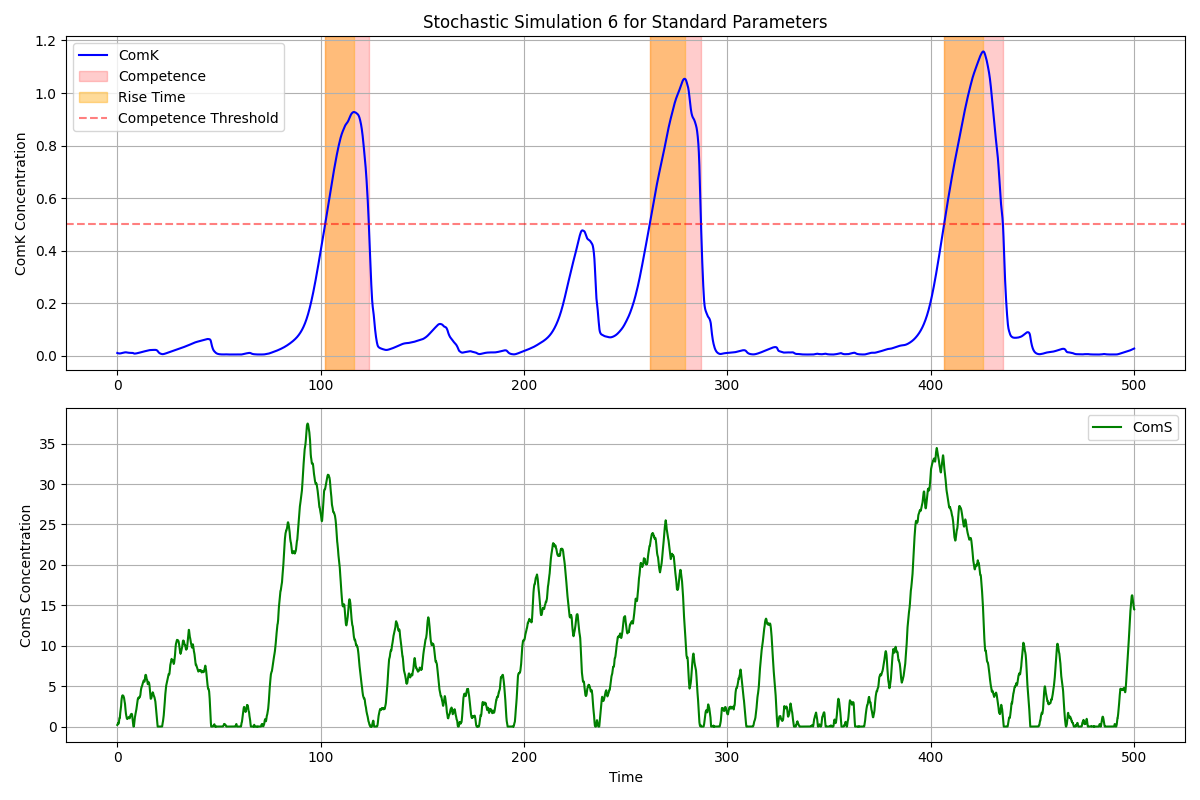 Stochastic Simulation 6 for Standard Parameters
ComK Concentration
1.2
1.0
0.8
0.6
0.4
0.2
0.0
ComK
Competence
Rise Time
Competence Threshold
0 100 200 300 400 500
ComS Concentration
35
30
25
20
15
10
5
0
ComS
0 100 200 300 400 500
Time